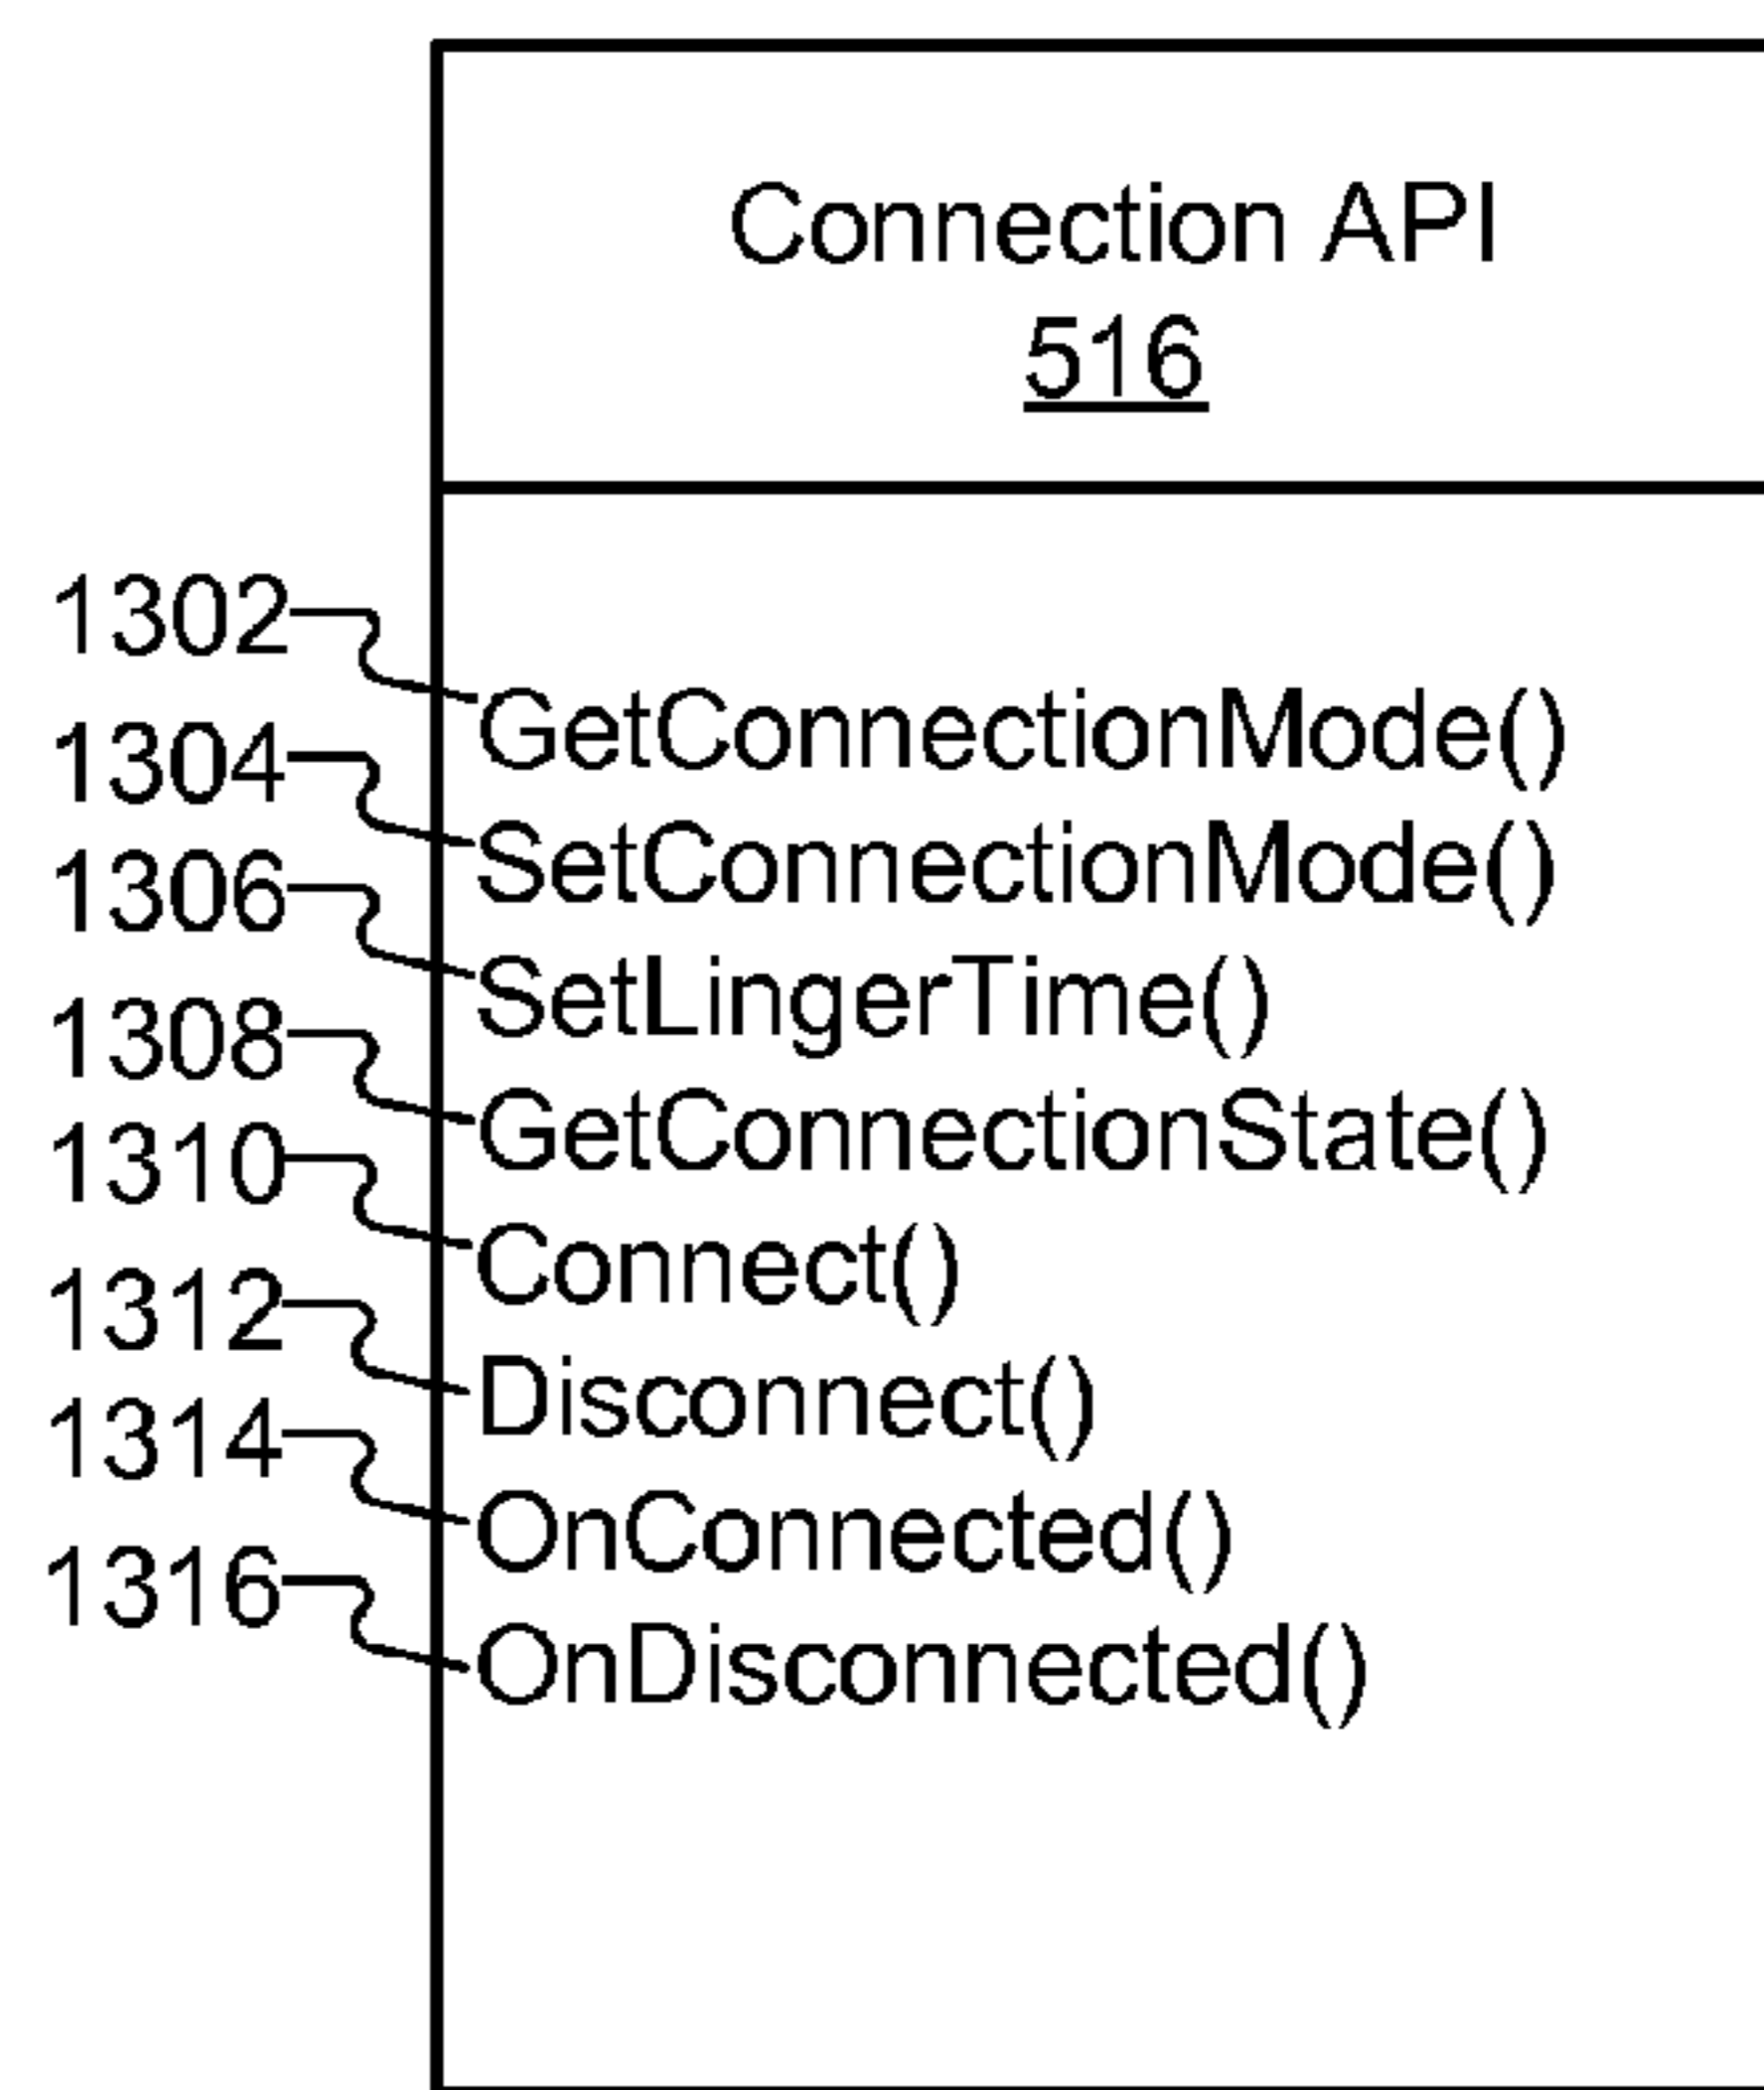 Connection API
516
1302
GetConnectionMode()
1304
SetConnectionMode()
1306
SetLingerTime()
1308
GetConnectionState()
1310
Connect()
1312
Disconnect()
1314
OnConnected()
1316
OnDisconnected()